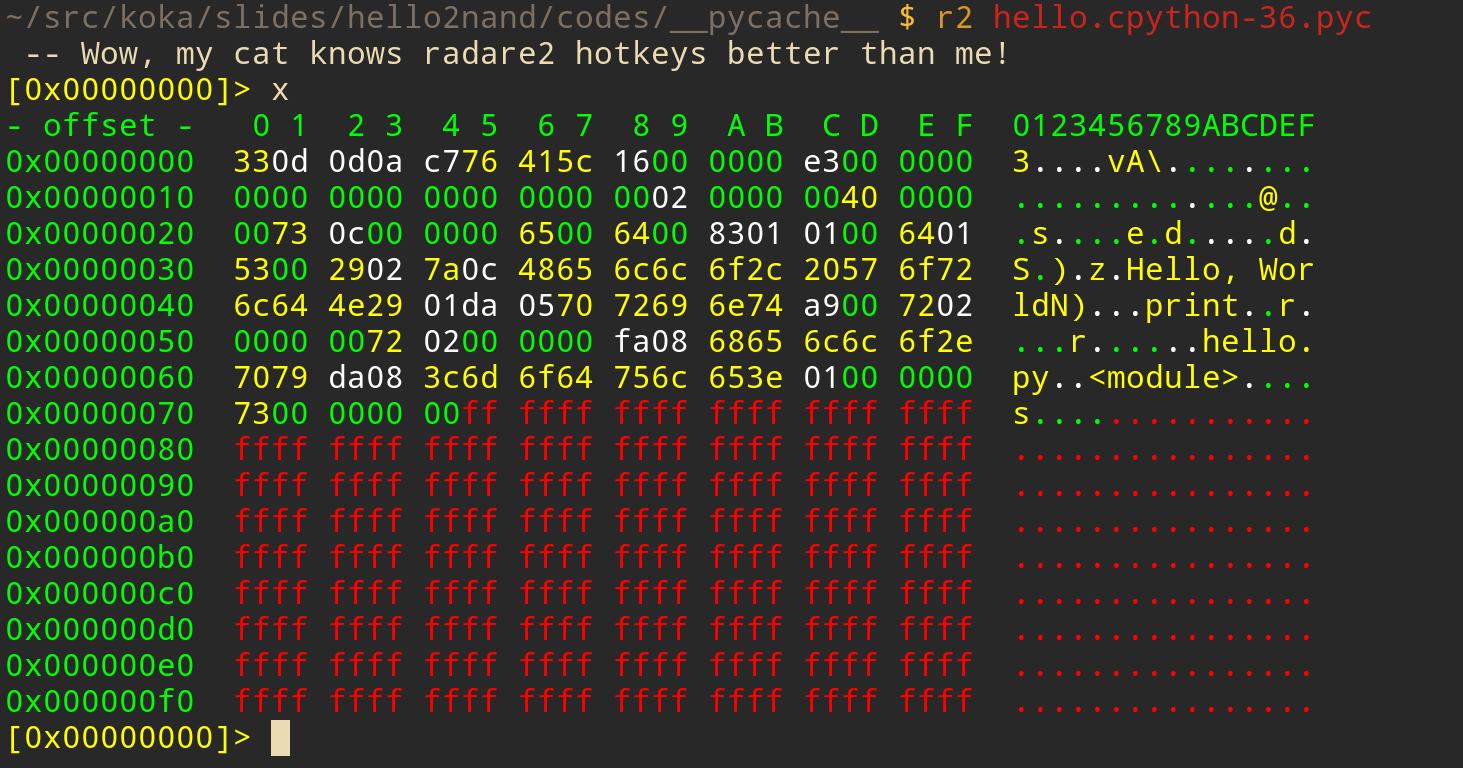 ~/src/koka/slides/hello2nand/codes/__pycache__ $ r2 hello.cpython-36.pyc
 -- Wow, my cat knows radare2 hotkeys better than me!
[0x00000000]> x
- offset -   0 1  2 3  4 5  6 7  8 9  A B  C D  E F  0123456789ABCDEF
0x00000000  330d 0d0a c776 415c 1600 0000 e300 0000  3....vA\........
0x00000010  0000 0000 0000 0000 0002 0000 0040 0000  .............@..
0x00000020  0073 0c00 0000 6500 6400 8301 0100 6401  .s....e.d.....d.
0x00000030  5300 2902 7a0c 4865 6c6c 6f2c 2057 6f72  S.).z.Hello, Wor
0x00000040  6c64 4e29 01da 0570 7269 6e74 a900 7202  ldN)...print..r.
0x00000050  0000 0072 0200 0000 fa08 6865 6c6c 6f2e  ...r......hello.
0x00000060  7079 da08 3c6d 6f64 756c 653e 0100 0000  py..<module>....
0x00000070  7300 0000 00ff ffff ffff ffff ffff ffff  s...............
0x00000080  ffff ffff ffff ffff ffff ffff ffff ffff  ................
0x00000090  ffff ffff ffff ffff ffff ffff ffff ffff  ................
0x000000a0  ffff ffff ffff ffff ffff ffff ffff ffff  ................
0x000000b0  ffff ffff ffff ffff ffff ffff ffff ffff  ................
0x000000c0  ffff ffff ffff ffff ffff ffff ffff ffff  ................
0x000000d0  ffff ffff ffff ffff ffff ffff ffff ffff  ................
0x000000e0  ffff ffff ffff ffff ffff ffff ffff ffff  ................
0x000000f0  ffff ffff ffff ffff ffff ffff ffff ffff  ................
[0x00000000]>